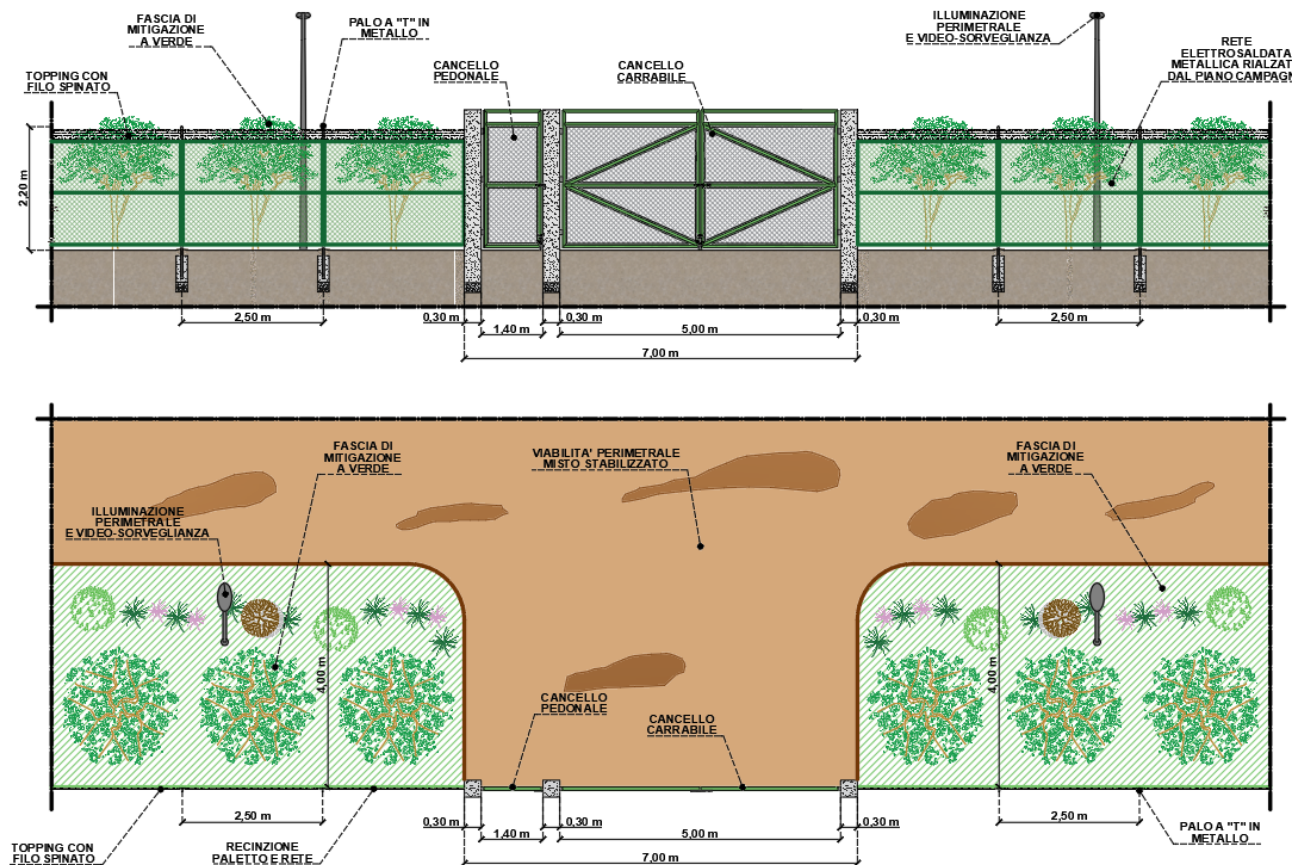 FASCIA DI
MITIGAZIONE
A VERDE
PALO A "T" IN
METALLO
ILLUMINAZIONE
PERIMETRALE
E VIDEO-SORVEGLIANZA
RETE
ELETTROSALDATA
METALLICA RIALZAT
DAL PIANO CAMPAGN
TOPPING CON
FILO SPINATO
CANCELLO
PEDONALE
CANCELLO
CARRABILE
2,20 m
2,50 m
0,30 m
1,40 m
0,30 m
5,00 m
0,30 m
2,50 m
7,00 m
FASCIA DI
MITIGAZIONE
A VERDE
VIABILITA' PERIMETRALE
MISTO STABILIZZATO
FASCIA DI
MITIGAZIONE
A VERDE
ILLUMINAZIONE
PERIMETRALE
E VIDEO-SORVEGLIANZA
4,00 m
4,00 m
CANCELLO
PEDONALE
CANCELLO
CARRABILE
2,50 m
0,30 m
1,40 m
0,30 m
5,00 m
0,30 m
2,50 m
7,00 m
TOPPING CON
FILO SPINATO
RECINZIONE
PALETTO E RETE
PALO A "T" IN
METALLO